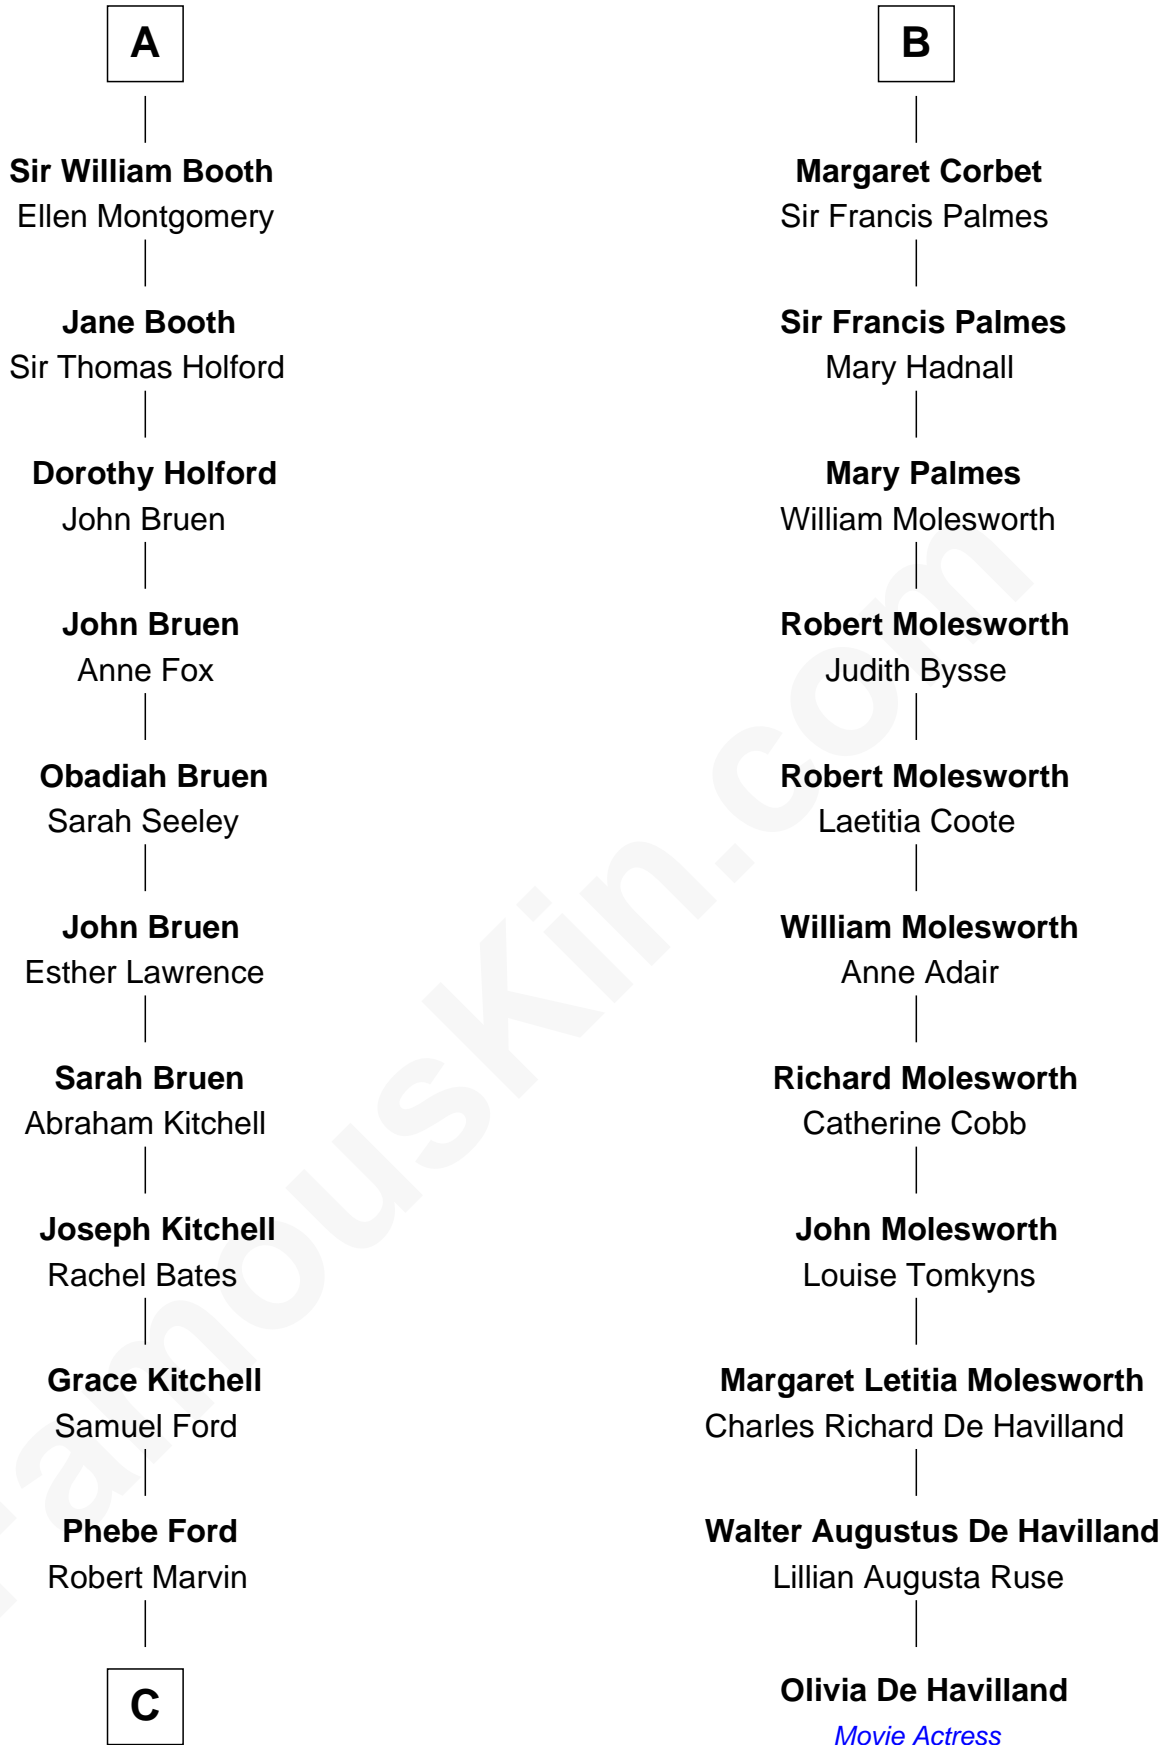 A
Sir William Booth
Ellen Montgomery
Jane Booth
Sir Thomas Holford
Dorothy Holford
John Bruen
John Bruen
Anne Fox
Obadiah Bruen
Sarah Seeley
John Bruen
Esther Lawrence
Sarah Bruen
Abraham Kitchell
Joseph Kitchell
Rachel Bates
Grace Kitchell
Samuel Ford
Phebe Ford
Robert Marvin
C
B
Margaret Corbet
Sir Francis Palmes
Sir Francis Palmes
Mary Hadnall
Mary Palmes
William Molesworth
Robert Molesworth
Judith Bysse
Robert Molesworth
Laetitia Coote
William Molesworth
Anne Adair
Richard Molesworth
Catherine Cobb
John Molesworth
Louise Tomkyns
Margaret Letitia Molesworth
Charles Richard De Havilland
Walter Augustus De Havilland
Lillian Augusta Ruse
Olivia De Havilland
Movie Actress
FamousKin.com